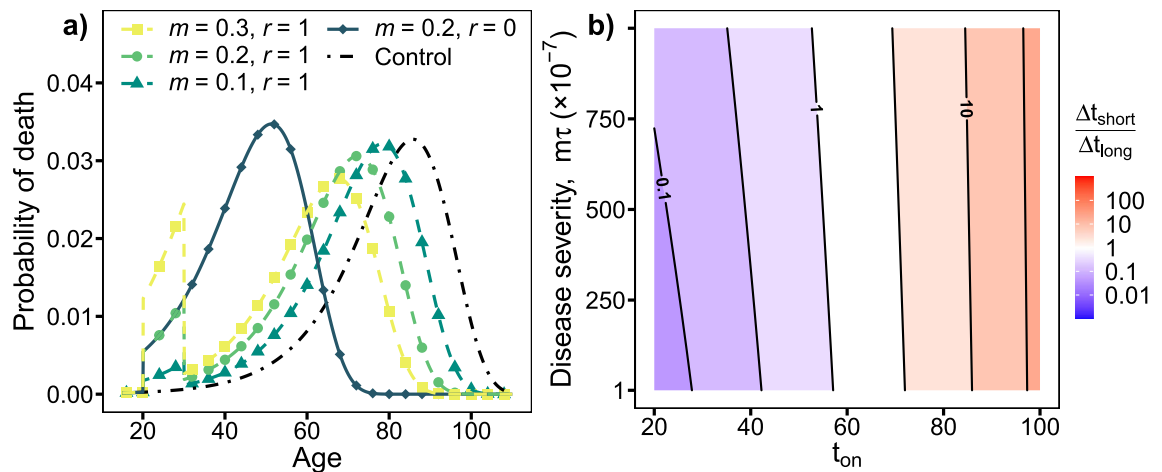 a)
m = 0.3, r = 1
m = 0.2, r = 1
m = 0.1, r = 1
m = 0.2, r = 0
Control
Probability of death
0.04
0.03
0.02
0.01
0.00
20 40 60 80 100
Age
b)
Disease severity, mτ (×10⁻⁷)
750
500
250
1
0.1
1
10
20 40 60 80 100
t_on
Δt_short
Δt_long
100
10
1
0.1
0.01